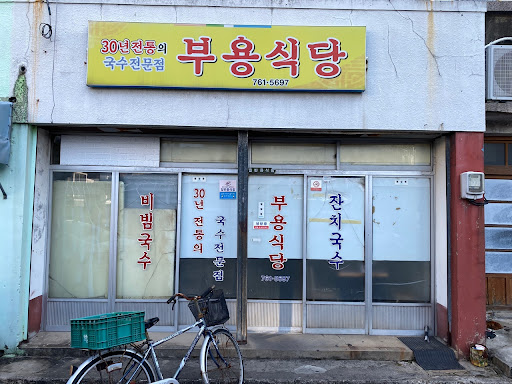 30년전통의
국수전문점
부용식당
761-5697
비빔국수
30년 전통의
국수전문점
부용식당
761-5697
잔치국수